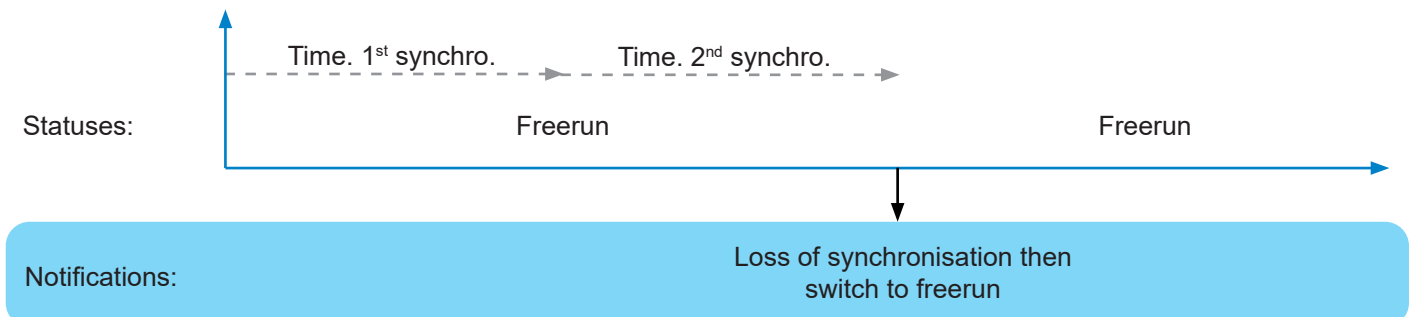 Time. 1st synchro.
Time. 2nd synchro.
Statuses:
Freerun
Freerun
Notifications:
Loss of synchronisation then
switch to freerun